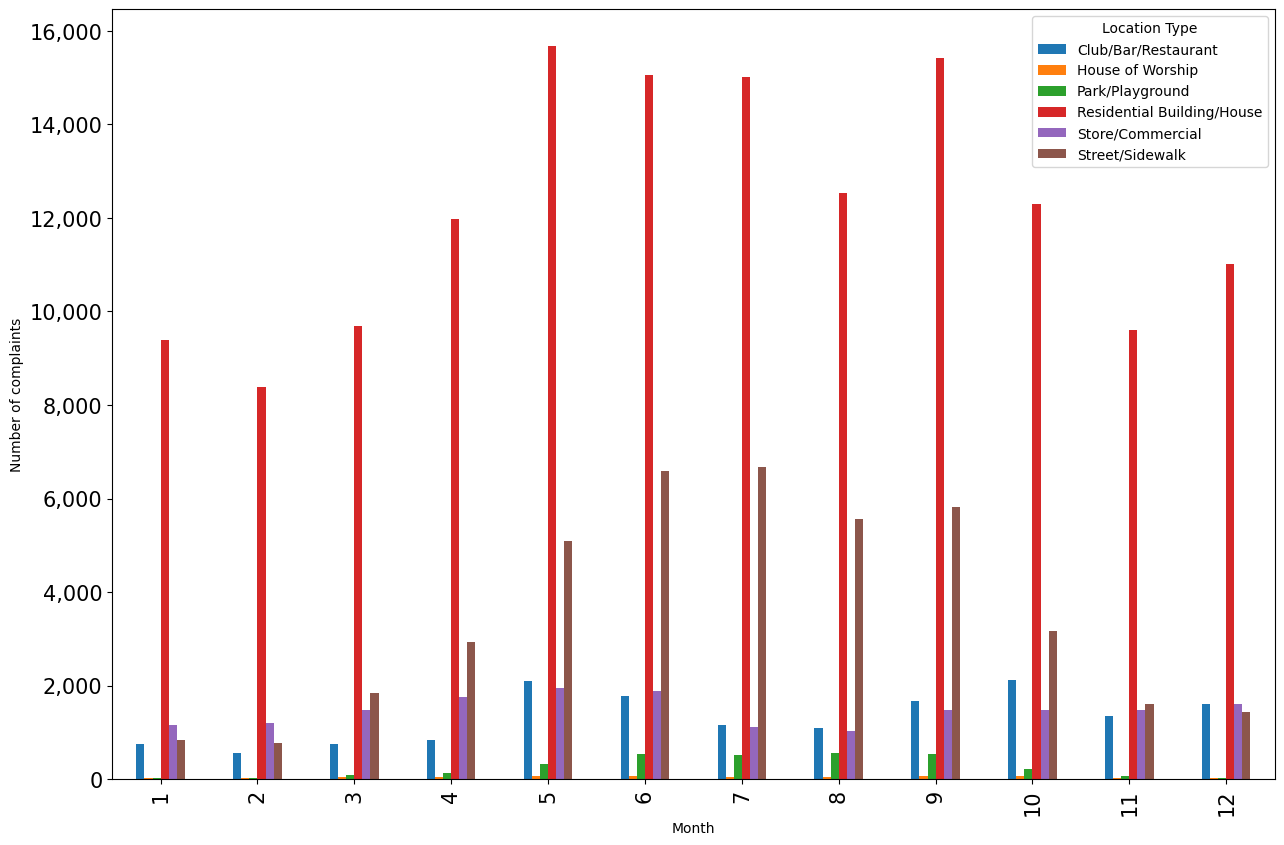 16,000
14,000
12,000
10,000
8,000
6,000
4,000
2,000
0
Number of complaints
Location Type
Club/Bar/Restaurant
House of Worship
Park/Playground
Residential Building/House
Store/Commercial
Street/Sidewalk
1 2 3 4 5 6 7 8 9 10 11 12
Month